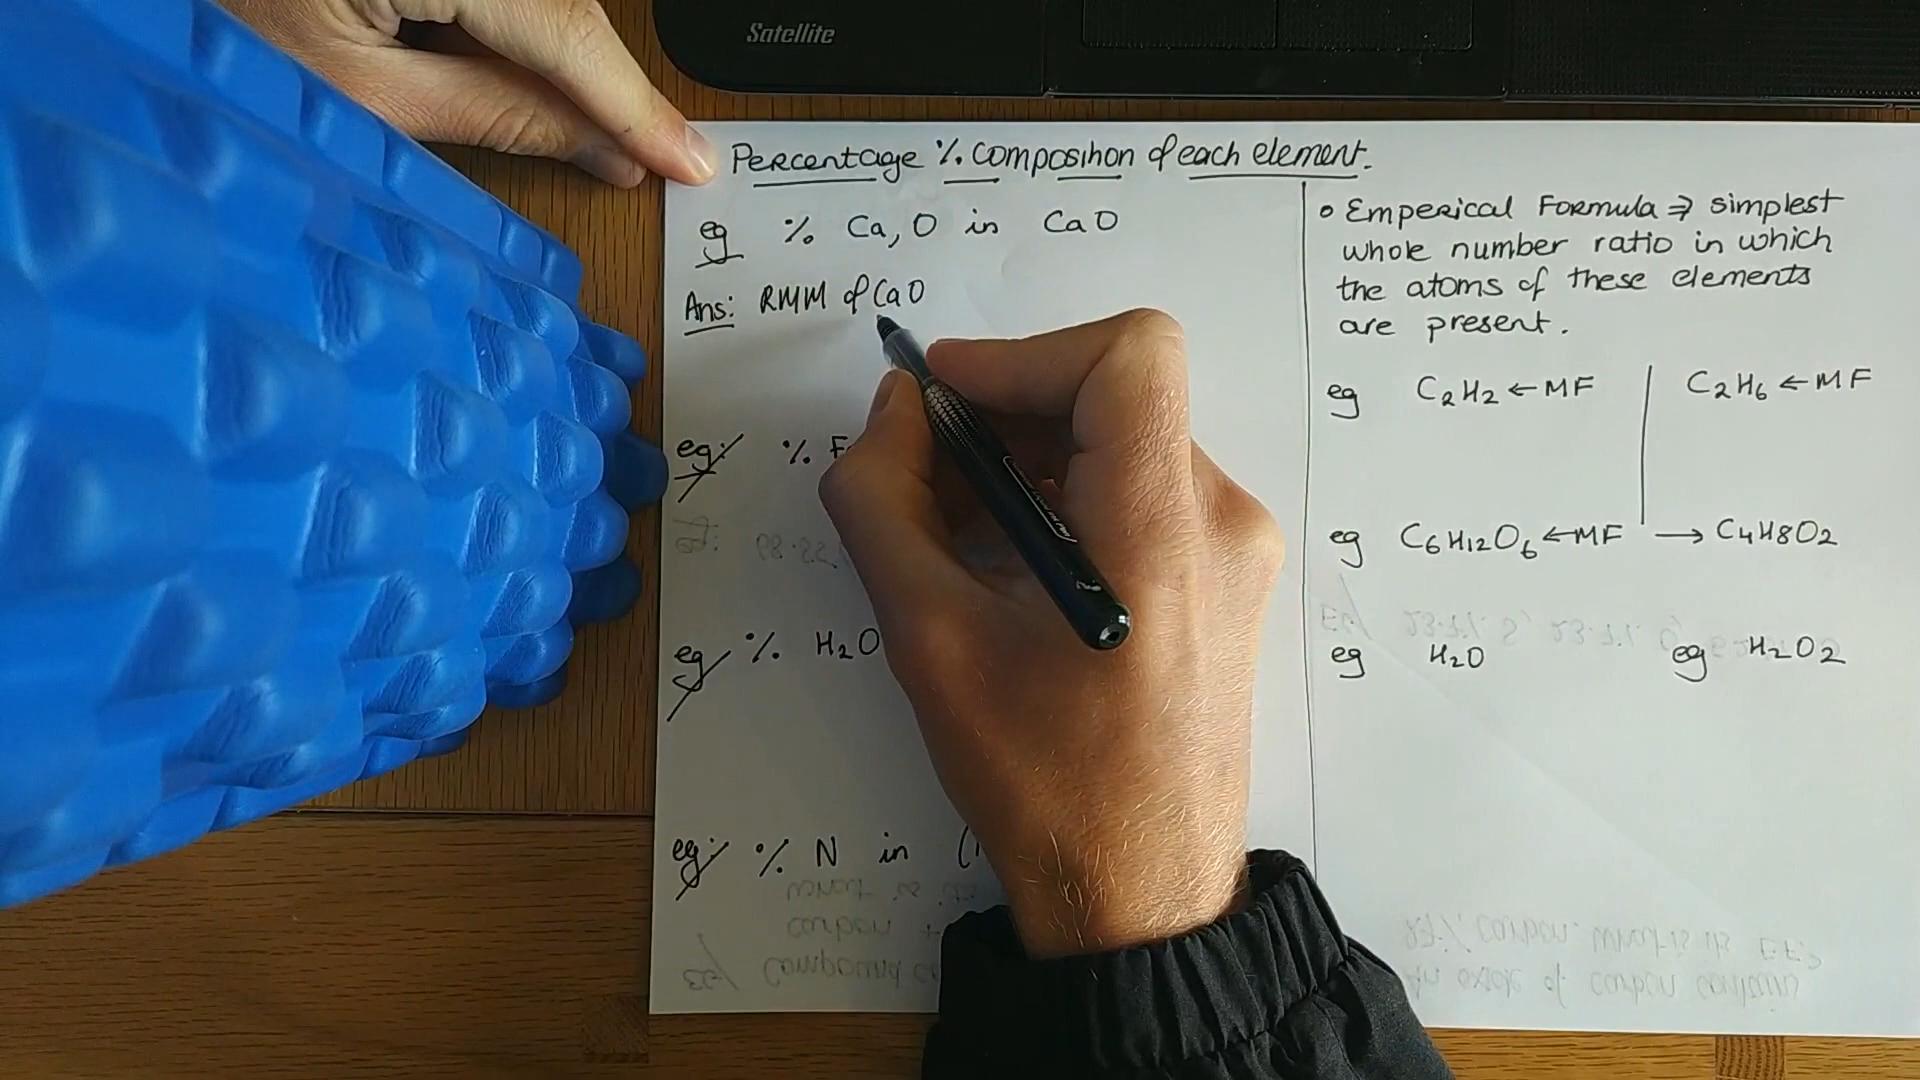 Satellite
Percentage % Composition of each element.
eg % Ca, O in CaO
Ans: RMM of CaO
eg: %
eg % H₂O
eg: % N in (
o Emperical Formula ⇒ simplest
whole number ratio in which
the atoms of these elements
are present.
eg C₂H₂ ← MF
C₂H₆ ← MF
eg C₆H₁₂O₆ ← MF → C₄H₈O₂
eg H₂O
eg H₂O₂